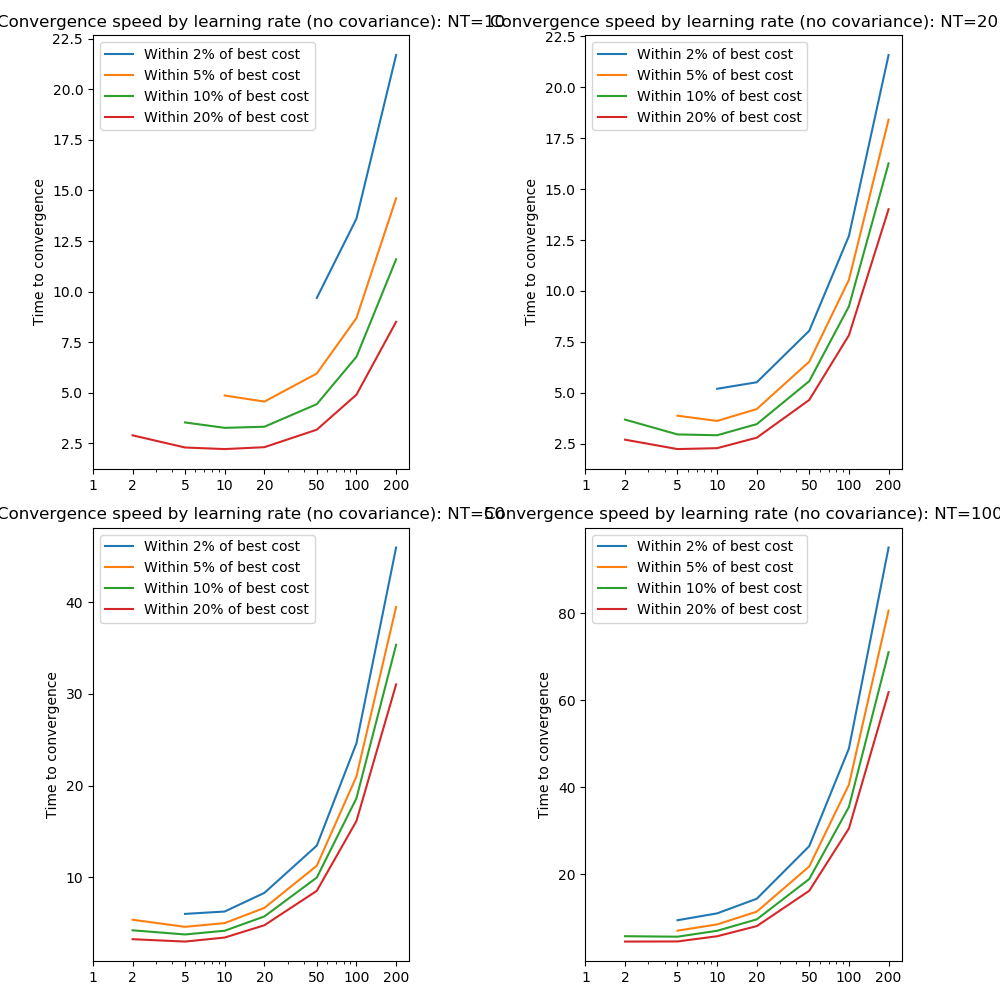 Convergence speed by learning rate (no covariance): NT=10
Convergence speed by learning rate (no covariance): NT=20
22.5
20.0
17.5
15.0
12.5
10.0
7.5
5.0
2.5
Time to convergence
Within 2% of best cost
Within 5% of best cost
Within 10% of best cost
Within 20% of best cost
1 2 5 10 20 50 100 200
22.5
20.0
17.5
15.0
12.5
10.0
7.5
5.0
2.5
Time to convergence
Within 2% of best cost
Within 5% of best cost
Within 10% of best cost
Within 20% of best cost
1 2 5 10 20 50 100 200
Convergence speed by learning rate (no covariance): NT=50
Convergence speed by learning rate (no covariance): NT=100
40
30
20
10
Time to convergence
Within 2% of best cost
Within 5% of best cost
Within 10% of best cost
Within 20% of best cost
1 2 5 10 20 50 100 200
80
60
40
20
Time to convergence
Within 2% of best cost
Within 5% of best cost
Within 10% of best cost
Within 20% of best cost
1 2 5 10 20 50 100 200